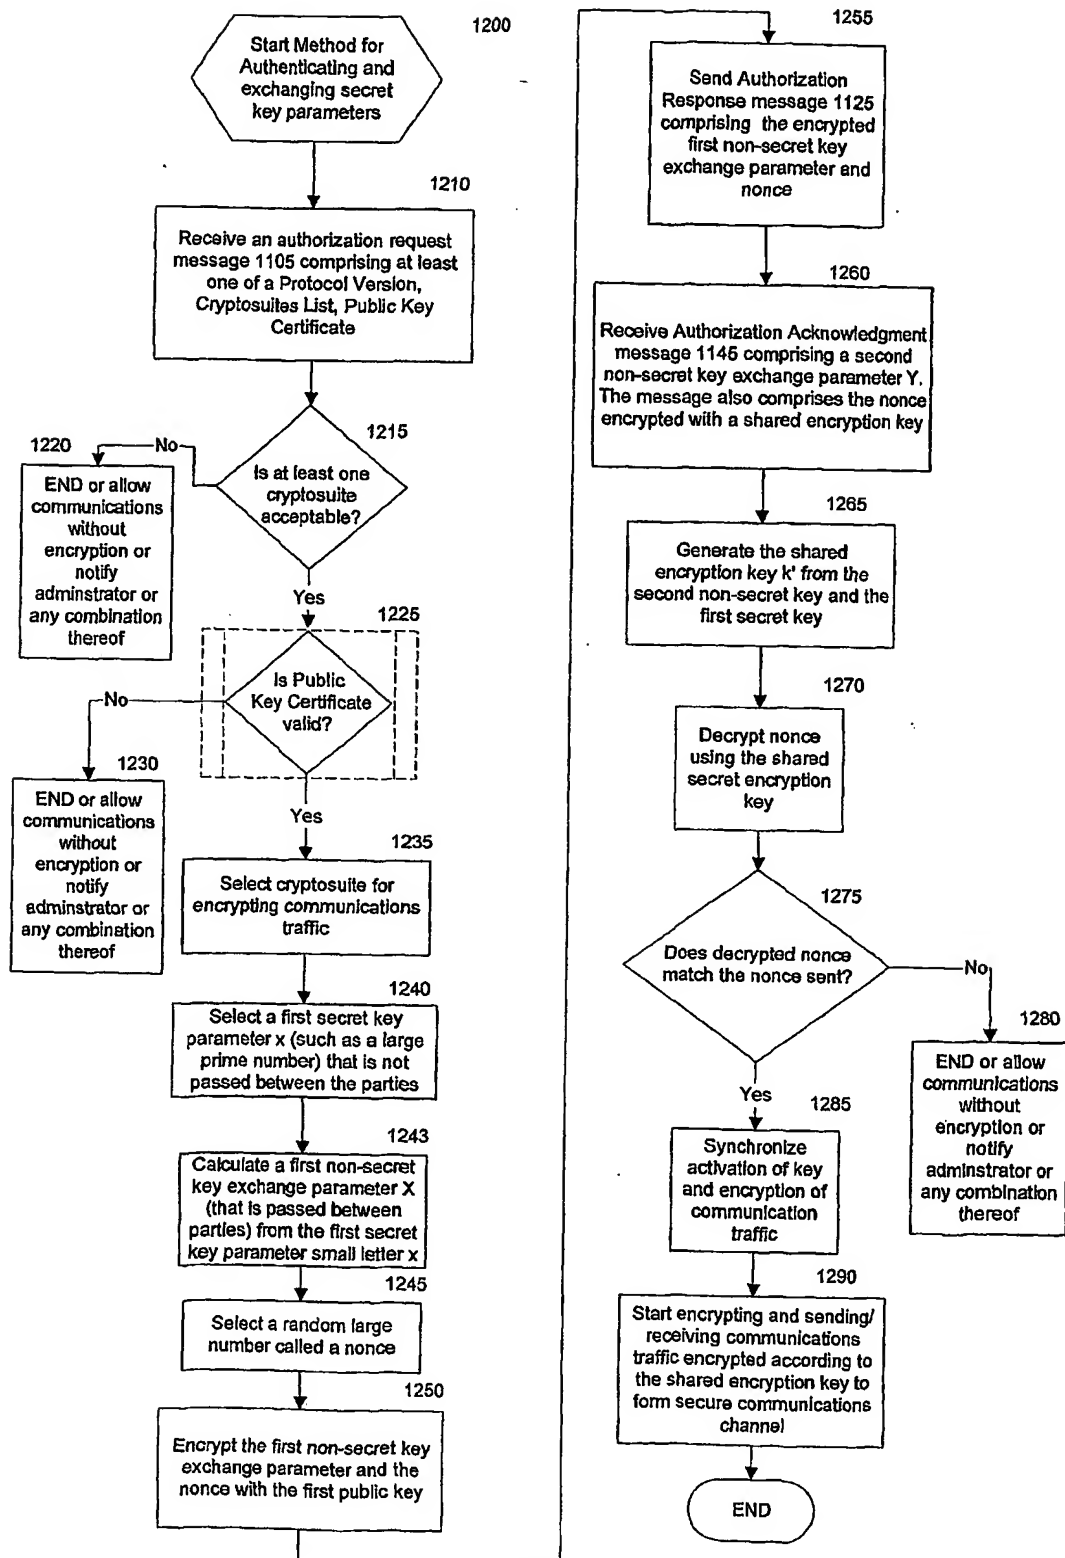 1200
Start Method for
Authenticating and
exchanging secret
key parameters
1210
Receive an authorization request
message 1105 comprising at least
one of a Protocol Version,
Cryptosuites List, Public Key
Certificate
1215
Is at least one
cryptosuite
acceptable?
No
1220
END or allow
communications
without
encryption or
notify
adminstrator or
any combination
thereof
Yes
1225
Is Public
Key Certificate
valid?
No
1230
END or allow
communications
without
encryption or
notify
adminstrator or
any combination
thereof
Yes
1235
Select cryptosuite for
encrypting communications
traffic
1240
Select a first secret key
parameter x (such as a large
prime number) that is not
passed between the parties
1243
Calculate a first non-secret
key exchange parameter X
(that is passed between
parties) from the first secret
key parameter small letter x
1245
Select a random large
number called a nonce
1250
Encrypt the first non-secret key
exchange parameter and the
nonce with the first public key
1255
Send Authorization
Response message 1125
comprising the encrypted
first non-secret key
exchange parameter and
nonce
1260
Receive Authorization Acknowledgment
message 1145 comprising a second
non-secret key exchange parameter Y.
The message also comprises the nonce
encrypted with a shared encryption key
1265
Generate the shared
encryption key k' from the
second non-secret key and the
first secret key
1270
Decrypt nonce
using the shared
secret encryption
key
1275
Does decrypted nonce
match the nonce sent?
No
1280
END or allow
communications
without
encryption or
notify
adminstrator or
any combination
thereof
Yes
1285
Synchronize
activation of key
and encryption of
communication
traffic
1290
Start encrypting and sending/
receiving communications
traffic encrypted according to
the shared encryption key to
form secure communications
channel
END